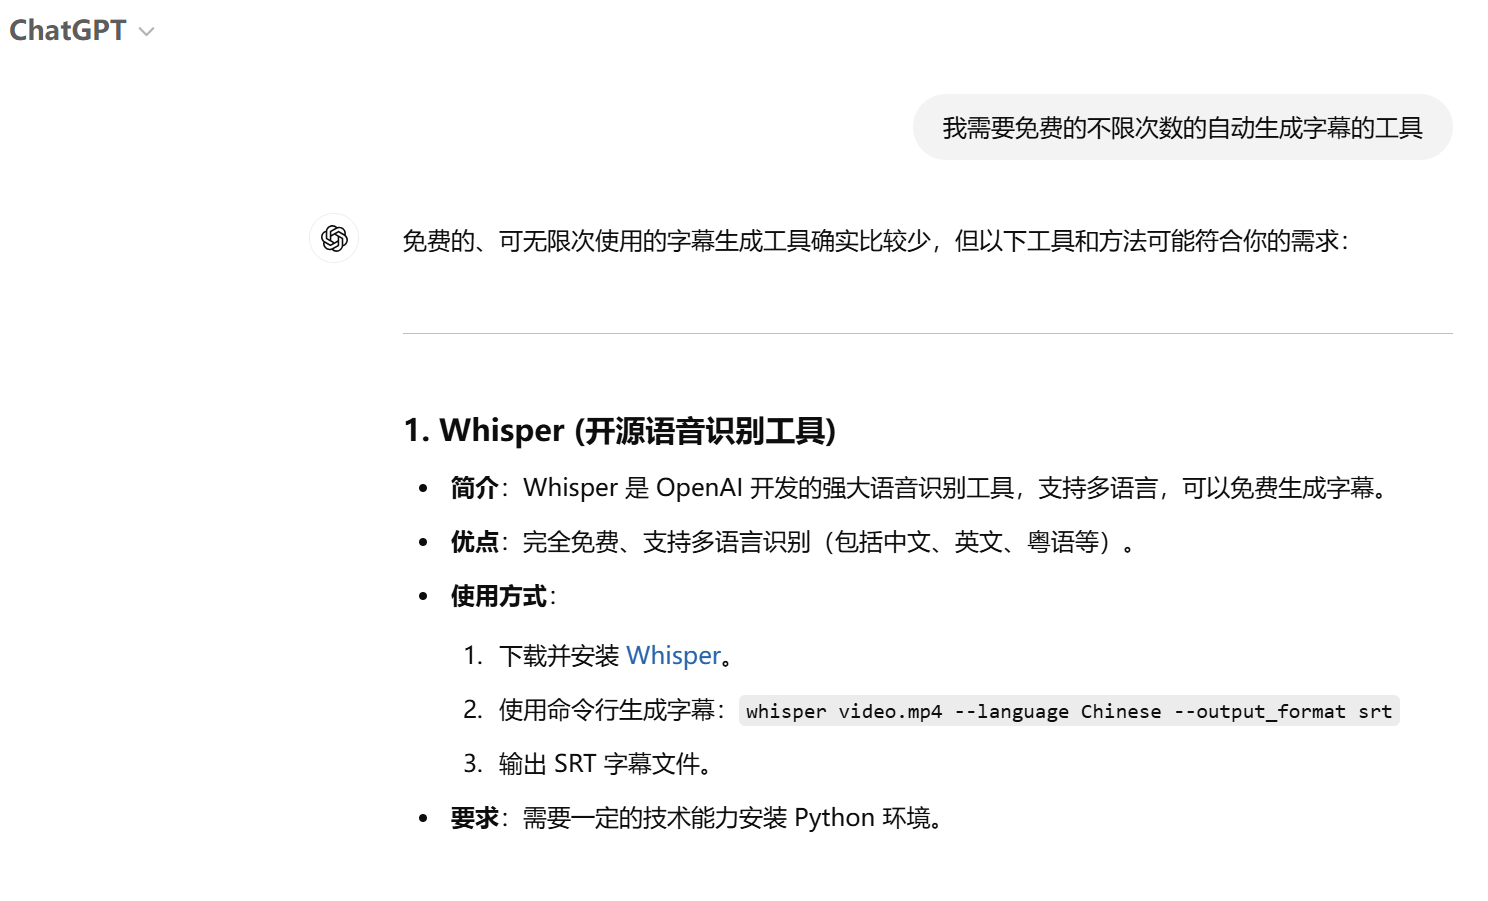 ChatGPT
我需要免费的不限次数的自动生成字幕的工具
免费的、可无限次使用的字幕生成工具确实比较少，但以下工具和方法可能符合你的需求：
1. Whisper (开源语音识别工具)
• 简介：Whisper 是 OpenAI 开发的强大语音识别工具，支持多语言，可以免费生成字幕。
• 优点：完全免费、支持多语言识别（包括中文、英文、粤语等）。
• 使用方式：
1. 下载并安装 Whisper。
2. 使用命令行生成字幕：whisper video.mp4 --language Chinese --output_format srt
3. 输出 SRT 字幕文件。
• 要求：需要一定的技术能力安装 Python 环境。